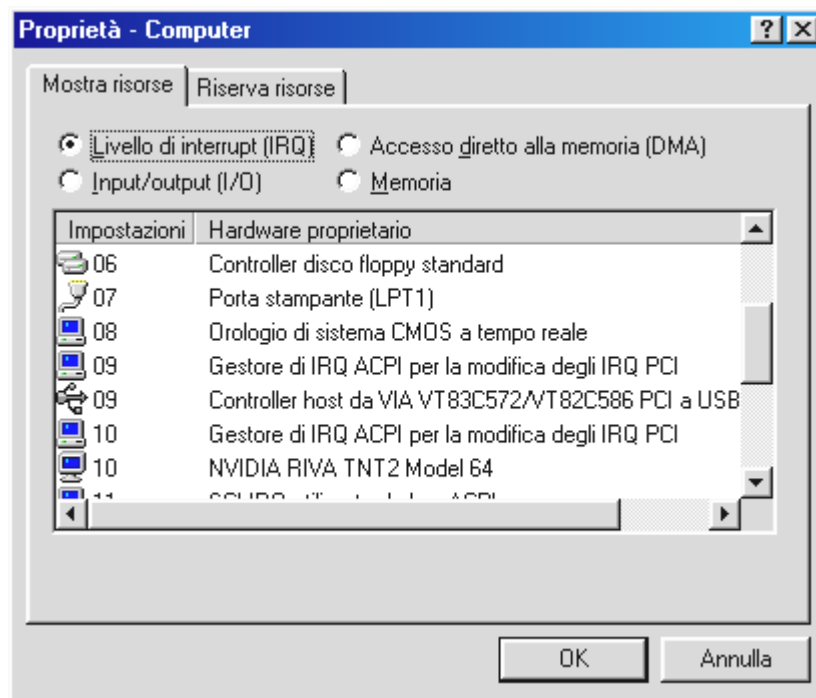 Proprietà - Computer
Mostra risorse
Riserva risorse
Livello di interrupt (IRQ)
Accesso diretto alla memoria (DMA)
Input/output (I/O)
Memoria
Impostazioni Hardware proprietario
06 Controller disco floppy standard
07 Porta stampante (LPT1)
08 Orologio di sistema CMOS a tempo reale
09 Gestore di IRQ ACPI per la modifica degli IRQ PCI
09 Controller host da VIA VT83C572/VT82C586 PCI a USB
10 Gestore di IRQ ACPI per la modifica degli IRQ PCI
10 NVIDIA RIVA TNT2 Model 64
OK
Annulla